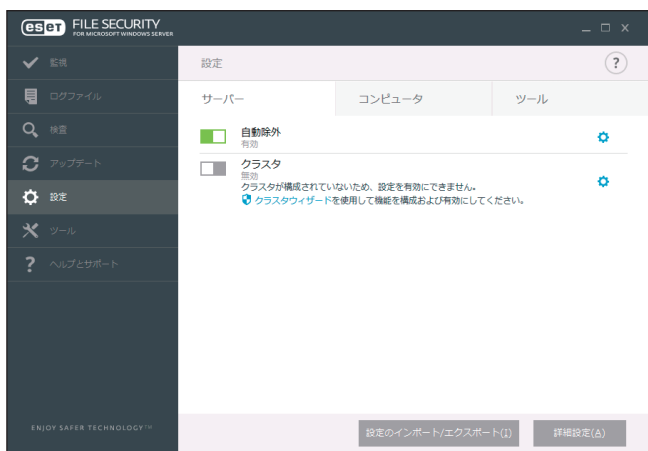 eset FILE SECURITY
FOR MICROSOFT WINDOWS SERVER
監視
ログファイル
検査
アップデート
設定
ツール
ヘルプとサポート
ENJOY SAFER TECHNOLOGY™
設定
?
サーバー
コンピュータ
ツール
自動除外
有効
クラスタ
無効
クラスタが構成されていないため、設定を有効にできません。
クラスタウィザードを使用して機能を構成および有効にしてください。
設定のインポート/エクスポート(I)
詳細設定(A)